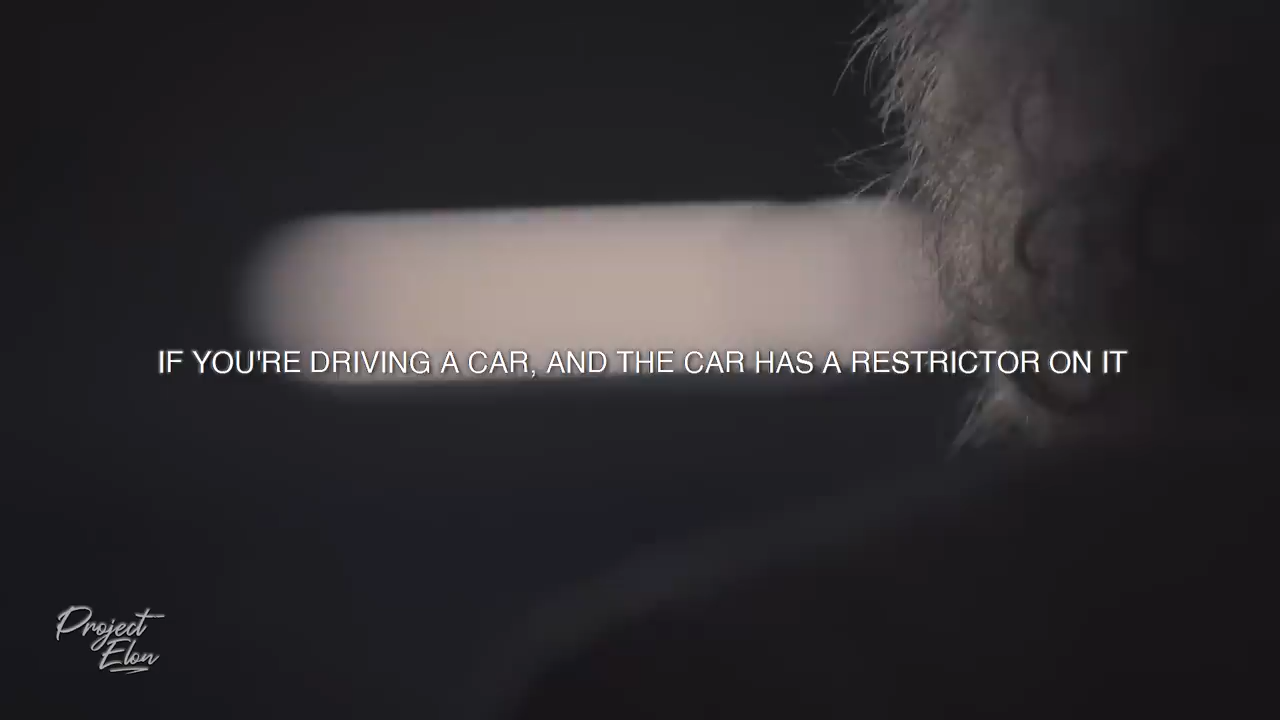 IF YOU'RE DRIVING A CAR, AND THE CAR HAS A RESTRICTOR ON IT
Project
Elon